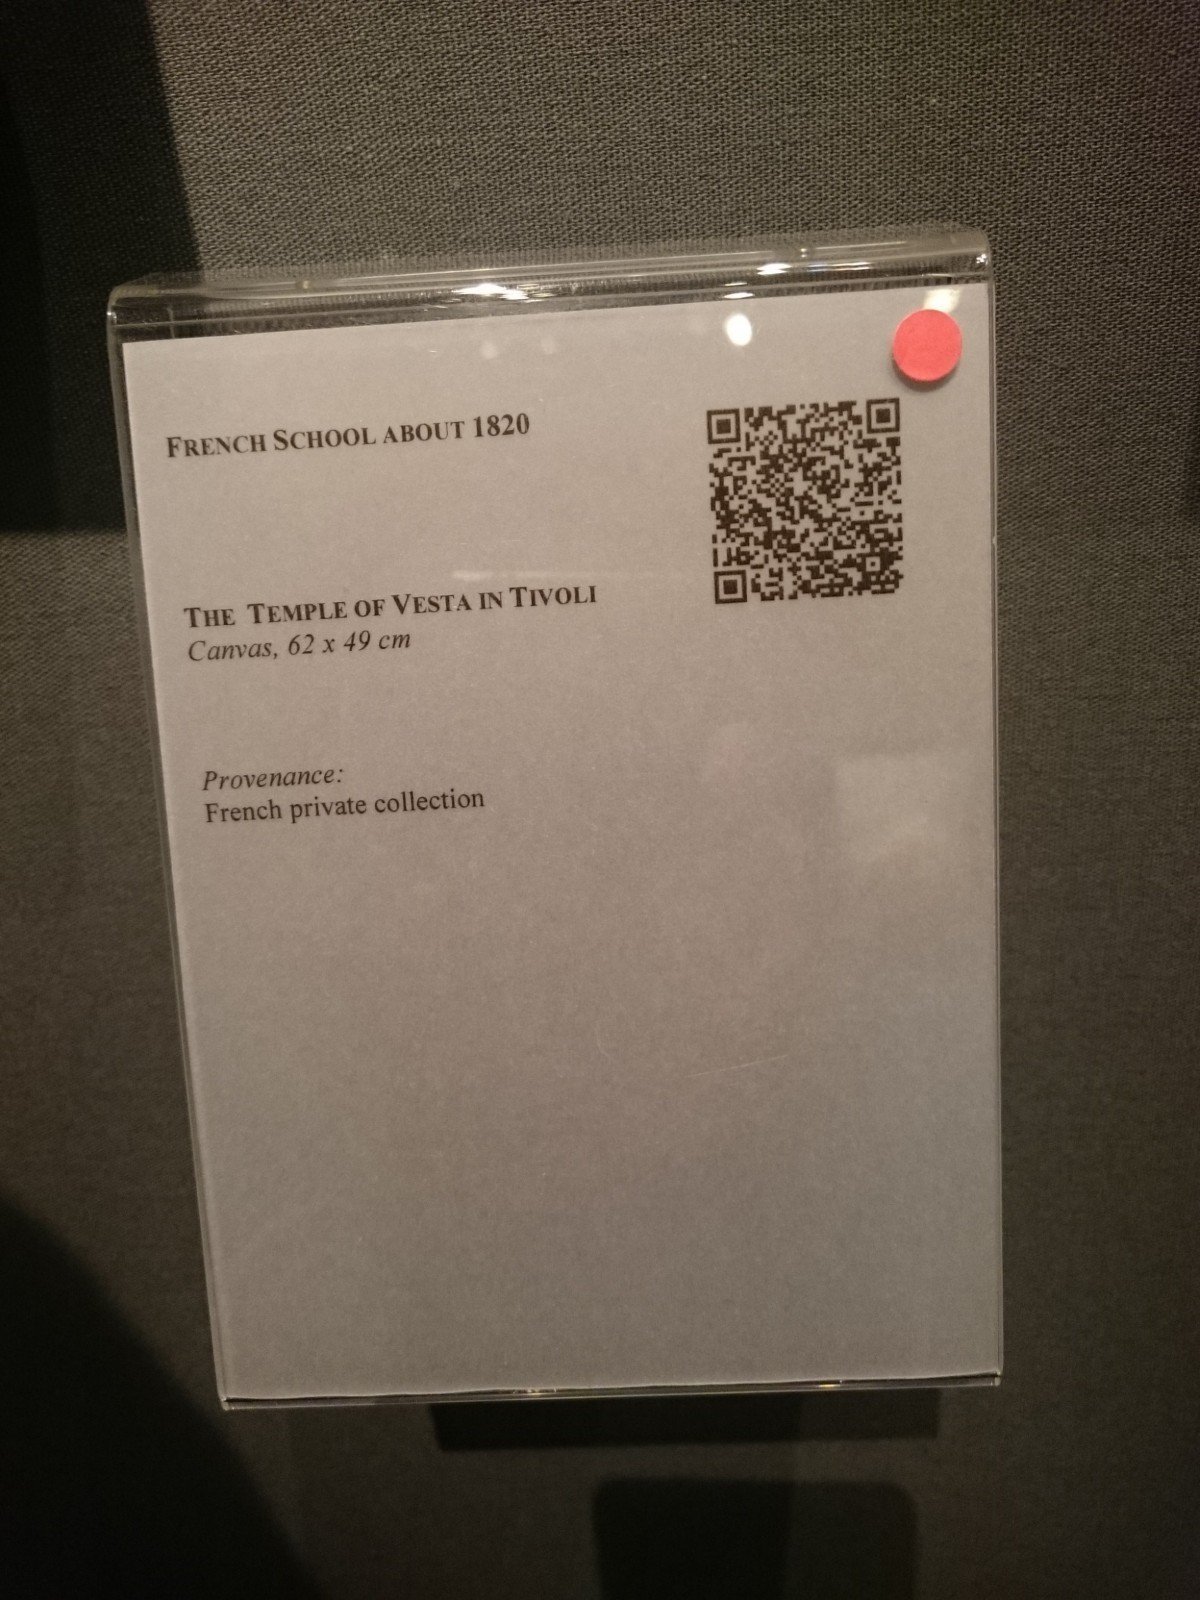 FRENCH SCHOOL ABOUT 1820
THE TEMPLE OF VESTA IN TIVOLI
Canvas, 62 x 49 cm
Provenance:
French private collection